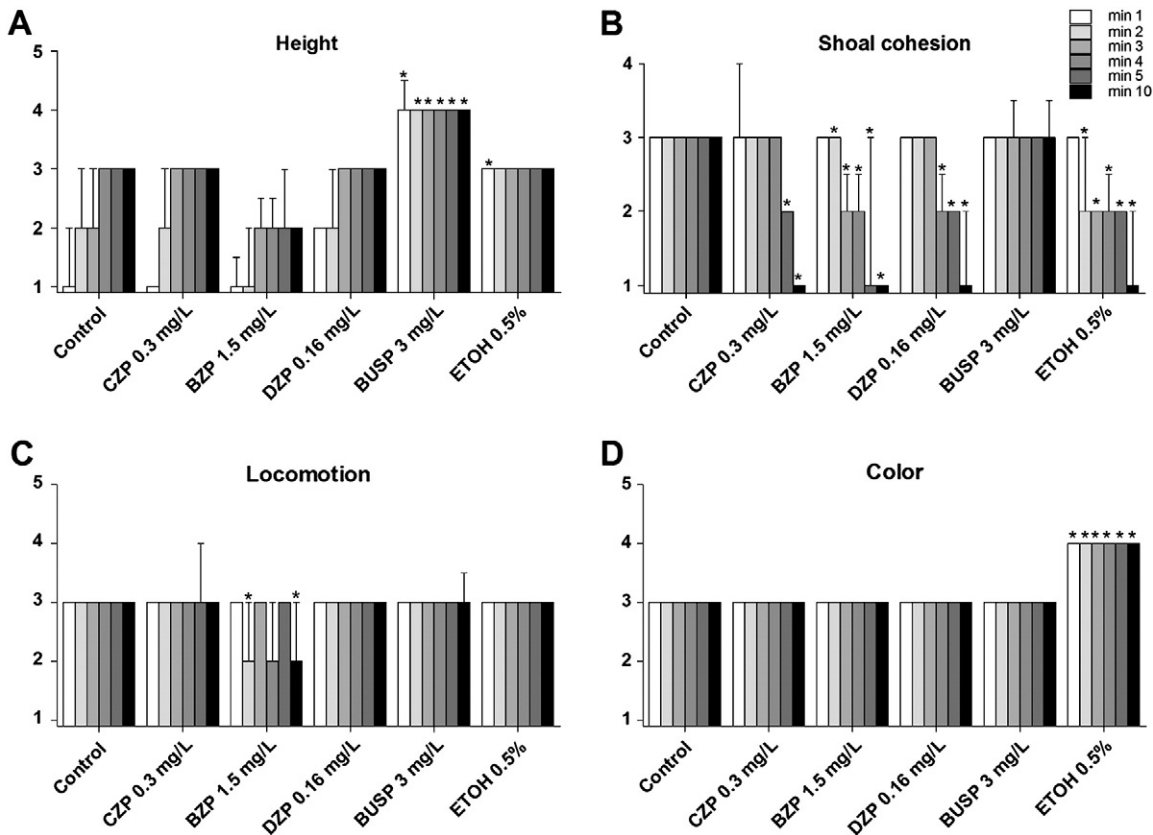 A
Height
5
4
3
2
1
* * * * * * *
Control
CZP 0.3 mg/L
BZP 1.5 mg/L
DZP 0.16 mg/L
BUSP 3 mg/L
ETOH 0.5%
B
Shoal cohesion
min 1
min 2
min 3
min 4
min 5
min 10
4
3
2
1
* * * * * * * * * * * * * * * *
Control
CZP 0.3 mg/L
BZP 1.5 mg/L
DZP 0.16 mg/L
BUSP 3 mg/L
ETOH 0.5%
C
Locomotion
5
4
3
2
1
* *
Control
CZP 0.3 mg/L
BZP 1.5 mg/L
DZP 0.16 mg/L
BUSP 3 mg/L
ETOH 0.5%
D
Color
5
4
3
2
1
* * * * * *
Control
CZP 0.3 mg/L
BZP 1.5 mg/L
DZP 0.16 mg/L
BUSP 3 mg/L
ETOH 0.5%